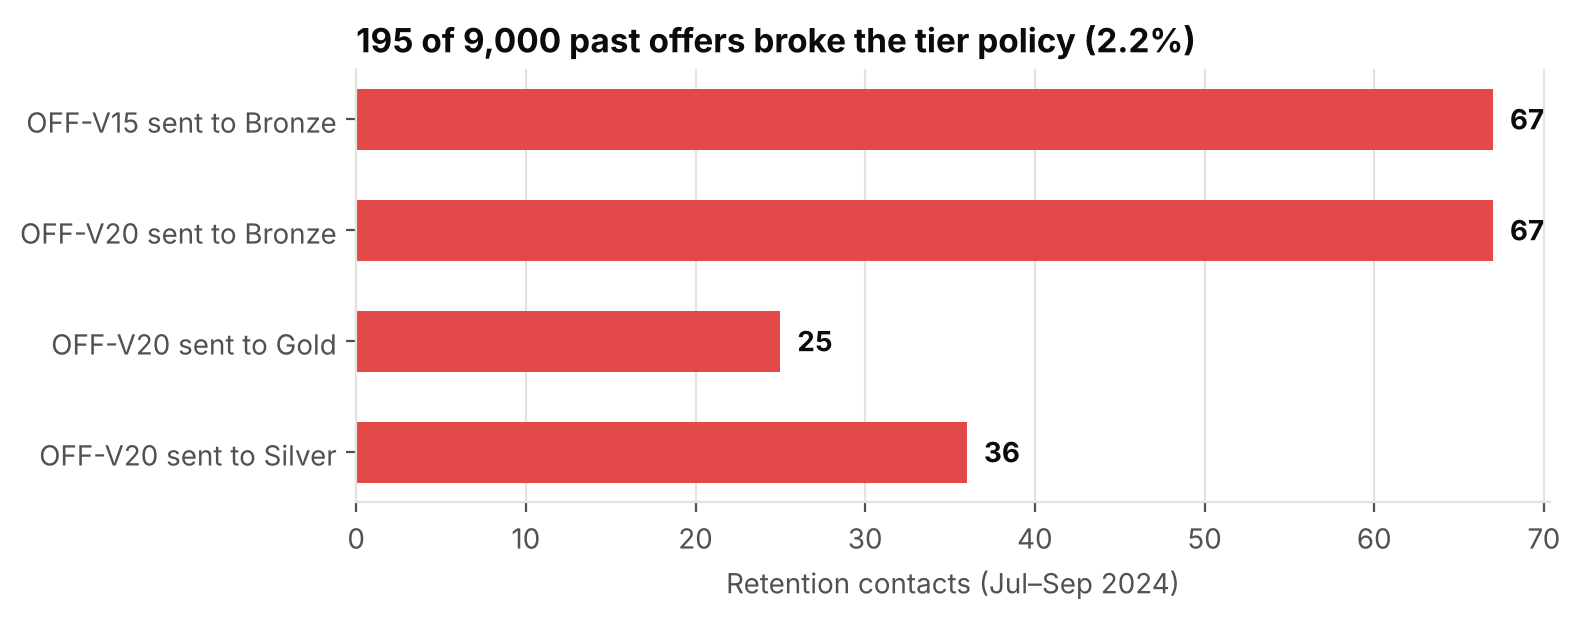 195 of 9,000 past offers broke the tier policy (2.2%)
OFF-V15 sent to Bronze 67
OFF-V20 sent to Bronze 67
OFF-V20 sent to Gold 25
OFF-V20 sent to Silver 36
0 10 20 30 40 50 60 70
Retention contacts (Jul–Sep 2024)